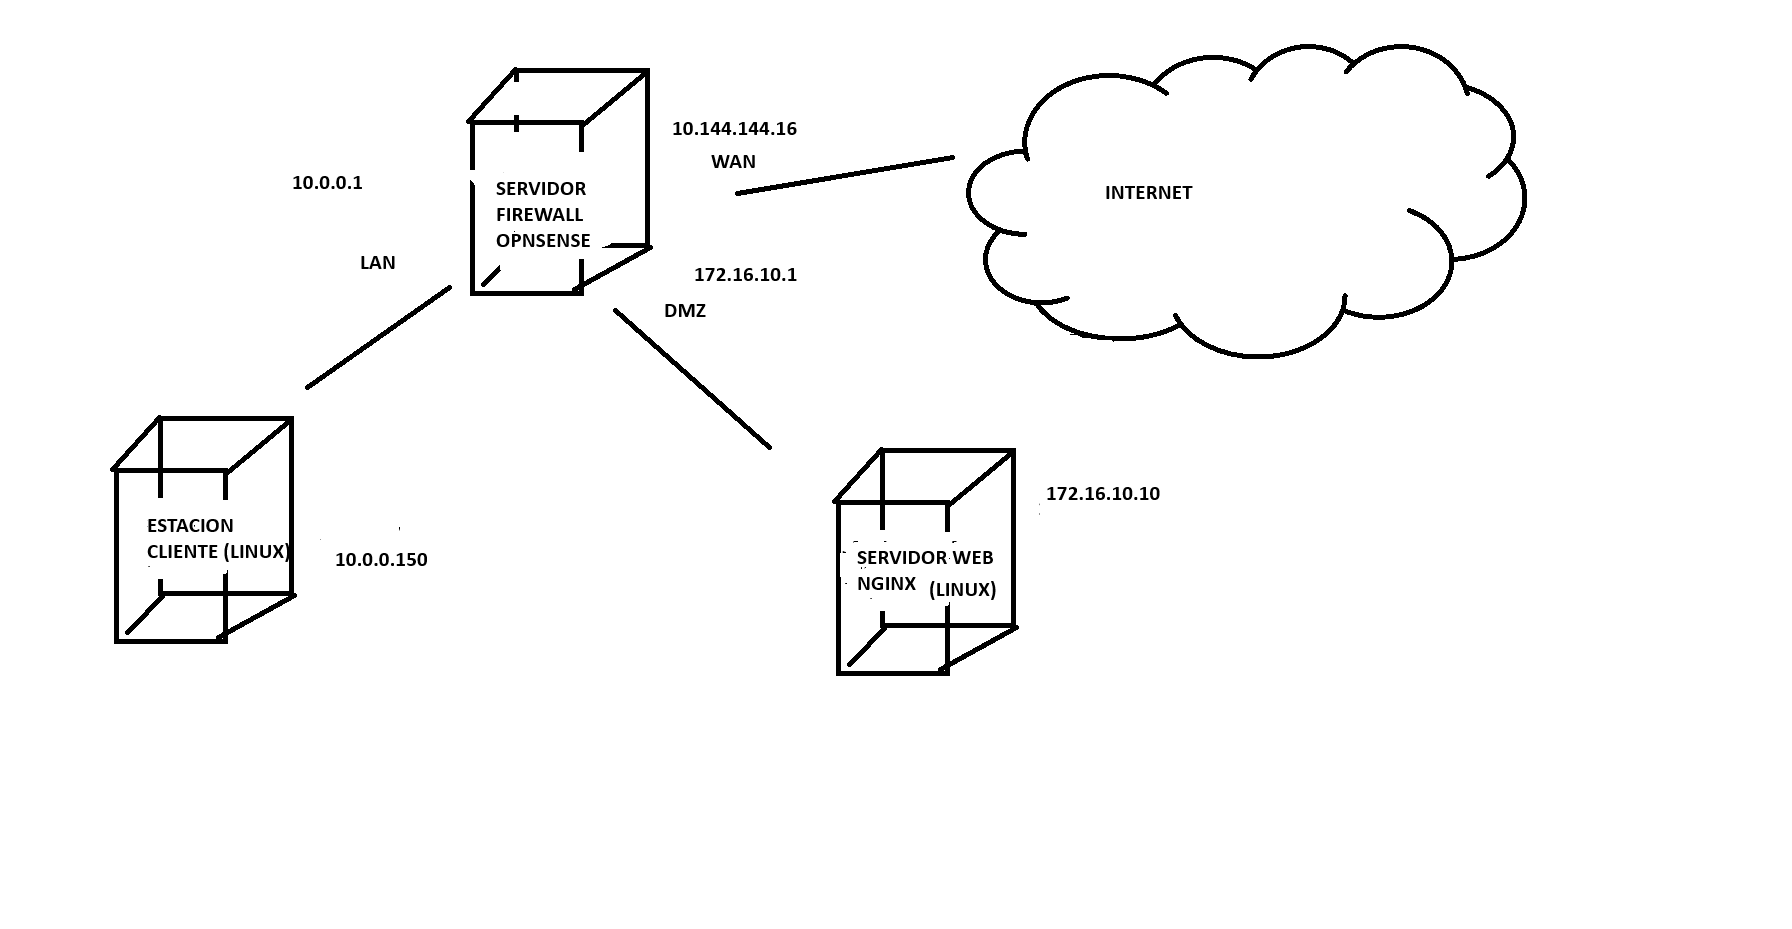 10.144.144.16
WAN
10.0.0.1
SERVIDOR
FIREWALL
OPNSENSE
INTERNET
LAN
172.16.10.1
DMZ
ESTACION
CLIENTE (LINUX)
10.0.0.150
172.16.10.10
SERVIDOR WEB
NGINX (LINUX)